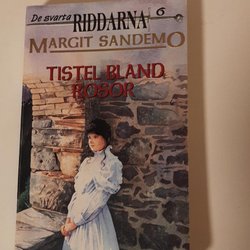 De svarta RIDDARNA 6
MARGIT SANDEMO
TISTEL BLAND
ROSOR